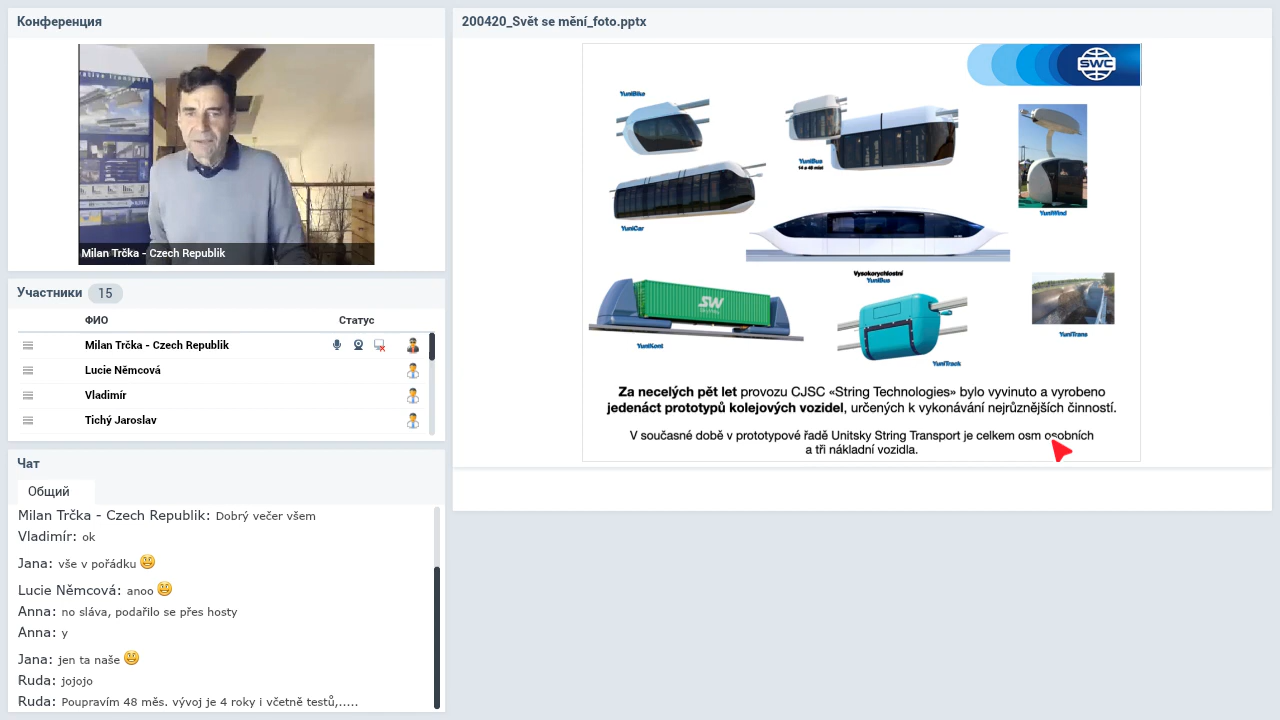 Конференция
Milan Trčka - Czech Republik
Участники 15
ФИО Статус
Milan Trčka - Czech Republik
Lucie Němcová
Vladimír
Tichý Jaroslav
Чат
Общий
Milan Trčka - Czech Republik: Dobrý večer všem
Vladimír: ok
Jana: vše v pořádku
Lucie Němcová: anoo
Anna: no sláva, podařilo se přes hosty
Anna: y
Jana: jen ta naše
Ruda: jojojo
Ruda: Poupravím 48 měs. vývoj je 4 roky i včetně testů,.....
200420_Svět se mění_foto.pptx
SWC
YuniBike
YuniBus
14 a 48 míst
YuniWind
YuniCar
Vysokorychlostní
YuniBus
SW
YuniKont
YuniTrans
YuniTruck
Za necelých pět let provozu CJSC «String Technologies» bylo vyvinuto a vyrobeno
jedenáct prototypů kolejových vozidel, určených k vykonávání nejrůznějších činností.
V současné době v prototypové řadě Unitsky String Transport je celkem osm osobních
a tři nákladní vozidla.